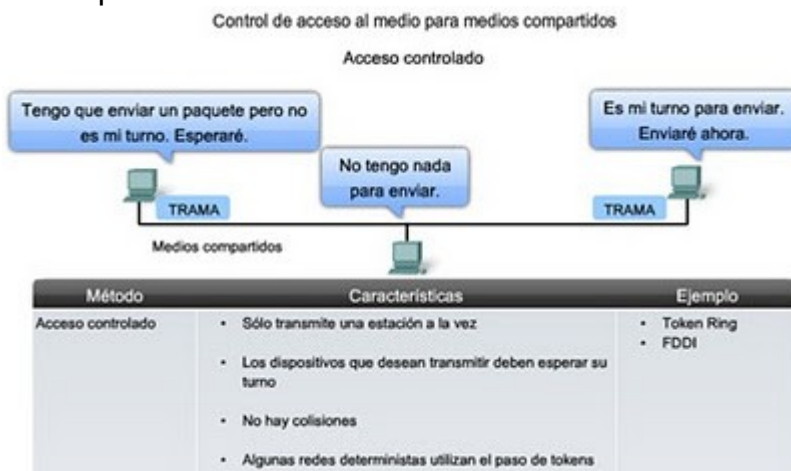 Control de acceso al medio para medios compartidos
Acceso controlado
Tengo que enviar un paquete pero no
es mi turno. Esperaré.
Es mi turno para enviar.
Enviaré ahora.
No tengo nada
para enviar.
TRAMA
TRAMA
Medios compartidos
Método
Características
Ejemplo
Acceso controlado
• Sólo transmite una estación a la vez
• Los dispositivos que desean transmitir deben esperar su
turno
• No hay colisiones
• Algunas redes deterministas utilizan el paso de tokens
• Token Ring
• FDDI